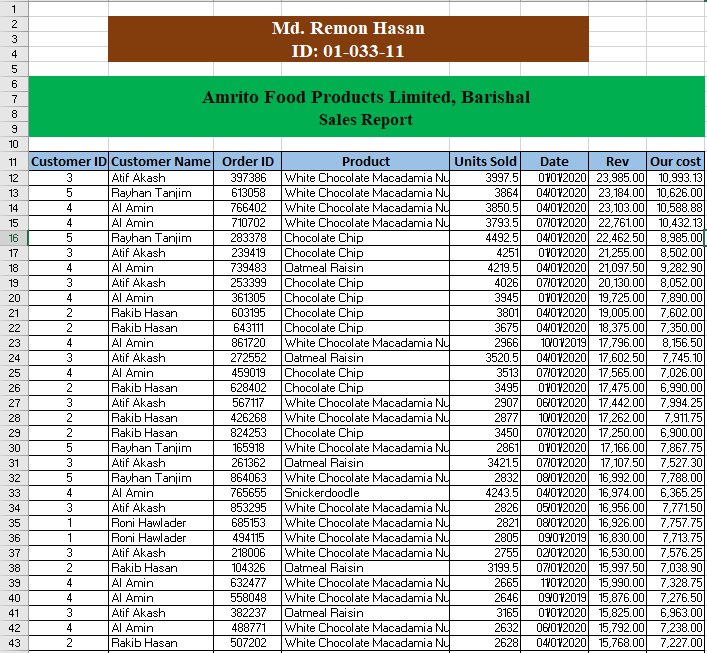 1
2 Md. Remon Hasan
3
4 ID: 01-033-11
5
6
7 Amrito Food Products Limited, Barishal
8 Sales Report
9
10
11 Customer ID Customer Name Order ID Product Units Sold Date Rev Our cost
12 3 Atif Akash 397386 White Chocolate Macadamia Nu 3997.5 01/01/2020 23,985.00 10,993.13
13 5 Rayhan Tanjim 613058 White Chocolate Macadamia Nu 3864 04/01/2020 23,184.00 10,626.00
14 4 Al Amin 766402 White Chocolate Macadamia Nu 3850.5 04/01/2020 23,103.00 10,588.88
15 4 Al Amin 710702 White Chocolate Macadamia Nu 3793.5 07/01/2020 22,761.00 10,432.13
16 5 Rayhan Tanjim 283378 Chocolate Chip 4492.5 04/01/2020 22,462.50 8,985.00
17 3 Atif Akash 239419 Chocolate Chip 4251 01/01/2020 21,255.00 8,502.00
18 4 Al Amin 739483 Oatmeal Raisin 4219.5 04/01/2020 21,097.50 9,282.90
19 3 Atif Akash 253399 Chocolate Chip 4026 07/01/2020 20,130.00 8,052.00
20 4 Al Amin 361305 Chocolate Chip 3945 01/01/2020 19,725.00 7,890.00
21 2 Rakib Hasan 603195 Chocolate Chip 3801 04/01/2020 19,005.00 7,602.00
22 2 Rakib Hasan 643111 Chocolate Chip 3675 04/01/2020 18,375.00 7,350.00
23 4 Al Amin 861720 White Chocolate Macadamia Nu 2966 10/01/2019 17,796.00 8,156.50
24 3 Atif Akash 272552 Oatmeal Raisin 3520.5 04/01/2020 17,602.50 7,745.10
25 4 Al Amin 459019 Chocolate Chip 3513 07/01/2020 17,565.00 7,026.00
26 2 Rakib Hasan 628402 Chocolate Chip 3495 01/01/2020 17,475.00 6,990.00
27 3 Atif Akash 567117 White Chocolate Macadamia Nu 2907 06/01/2020 17,442.00 7,994.25
28 2 Rakib Hasan 426268 White Chocolate Macadamia Nu 2877 10/01/2020 17,262.00 7,911.75
29 2 Rakib Hasan 824253 Chocolate Chip 3450 07/01/2020 17,250.00 6,900.00
30 5 Rayhan Tanjim 165918 White Chocolate Macadamia Nu 2861 01/01/2020 17,166.00 7,867.75
31 3 Atif Akash 261362 Oatmeal Raisin 3421.5 07/01/2020 17,107.50 7,527.30
32 5 Rayhan Tanjim 864063 White Chocolate Macadamia Nu 2832 08/01/2020 16,992.00 7,788.00
33 4 Al Amin 765655 Snickerdoodle 4243.5 04/01/2020 16,974.00 6,365.25
34 3 Atif Akash 853295 White Chocolate Macadamia Nu 2826 05/01/2020 16,956.00 7,771.50
35 1 Roni Hawlader 685153 White Chocolate Macadamia Nu 2821 08/01/2020 16,926.00 7,757.75
36 1 Roni Hawlader 494115 White Chocolate Macadamia Nu 2805 09/01/2019 16,830.00 7,713.75
37 3 Atif Akash 218006 White Chocolate Macadamia Nu 2755 02/01/2020 16,530.00 7,576.25
38 2 Rakib Hasan 104326 Oatmeal Raisin 3199.5 07/01/2020 15,997.50 7,038.90
39 4 Al Amin 632477 White Chocolate Macadamia Nu 2665 11/01/2020 15,990.00 7,328.75
40 4 Al Amin 558048 White Chocolate Macadamia Nu 2646 09/01/2019 15,876.00 7,276.50
41 3 Atif Akash 382237 Oatmeal Raisin 3165 01/01/2020 15,825.00 6,963.00
42 4 Al Amin 488771 White Chocolate Macadamia Nu 2632 06/01/2020 15,792.00 7,238.00
43 2 Rakib Hasan 507202 White Chocolate Macadamia Nu 2628 04/01/2020 15,768.00 7,227.00